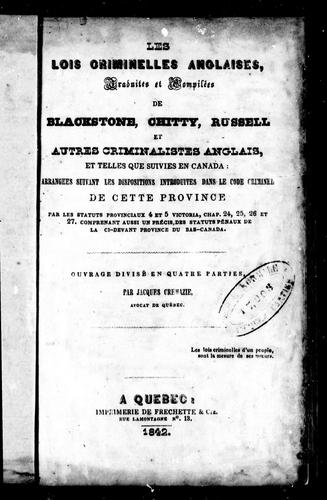 LES
LOIS CRIMINELLES ANGLAISES,
Traduites et Compilées
DE
BLACKSTONE, CHITTY, RUSSELL
ET
AUTRES CRIMINALISTES ANGLAIS,
ET TELLES QUE SUIVIES EN CANADA:
ARRANGEES SUIVANT LES DISPOSITIONS INTRODUITES DANS LE CODE CRIMINEL
DE CETTE PROVINCE
PAR LES STATUTS PROVINCIAUX 4 ET 5 VICTORIA, CHAP. 24, 25, 26 ET
27. COMPRENANT AUSSI UN PRÉCIS, DES STATUTS PÉNAUX DE
LA CI-DEVANT PROVINCE DU BAS-CANADA.
OUVRAGE DIVISÉ EN QUATRE PARTIES,
PAR JACQUES CREMAZIE,
AVOCAT DE QUÉBEC.
Les lois criminelles d'un peuple,
sont la mesure de ses mœurs.
A QUEBEC:
IMPRIMERIE DE FRECHETTE & CIE.
RUE LAMONTAGNE No. 13.
1842.